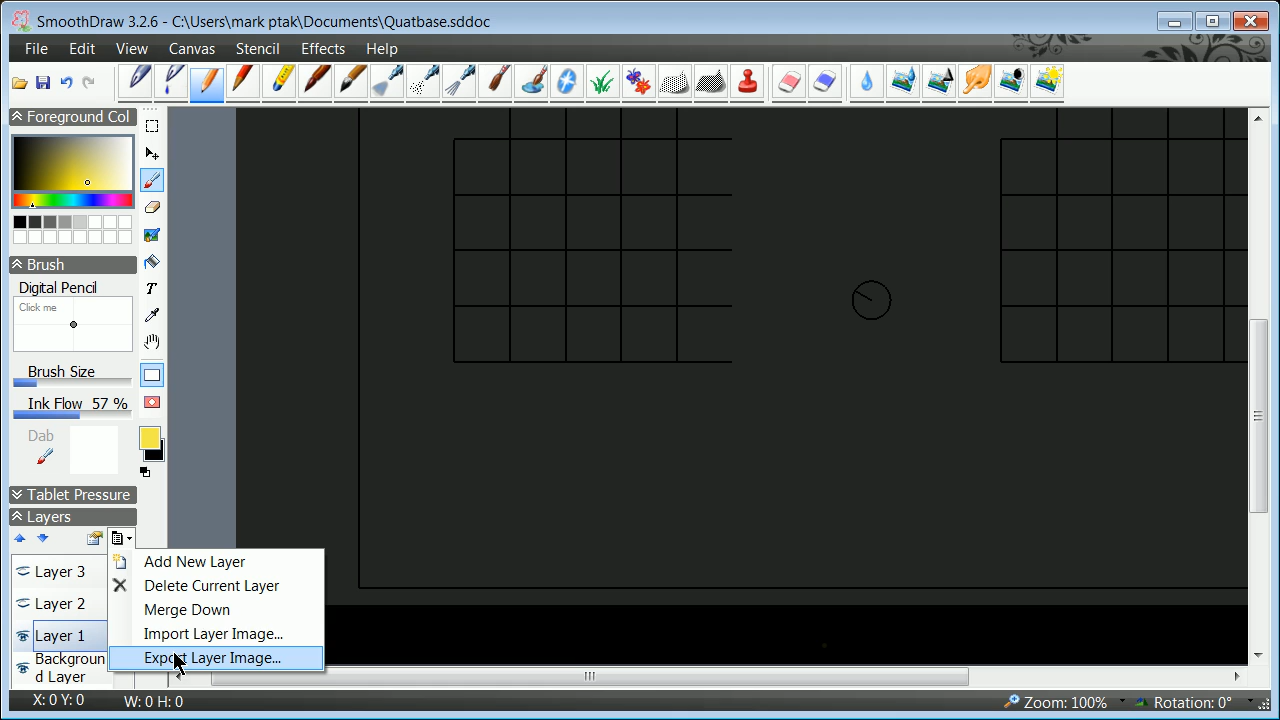 SmoothDraw 3.2.6 - C:\Users\mark ptak\Documents\Quatbase.sddoc
File Edit View Canvas Stencil Effects Help
Foreground Col
Brush
Digital Pencil
Click me
Brush Size
Ink Flow 57 %
Dab
T
Tablet Pressure
Layers
Layer 3
Layer 2
Layer 1
Backgroun
d Layer
Add New Layer
Delete Current Layer
Merge Down
Import Layer Image...
Export Layer Image...
X: 0 Y: 0 W: 0 H: 0 Zoom: 100% Rotation: 0°